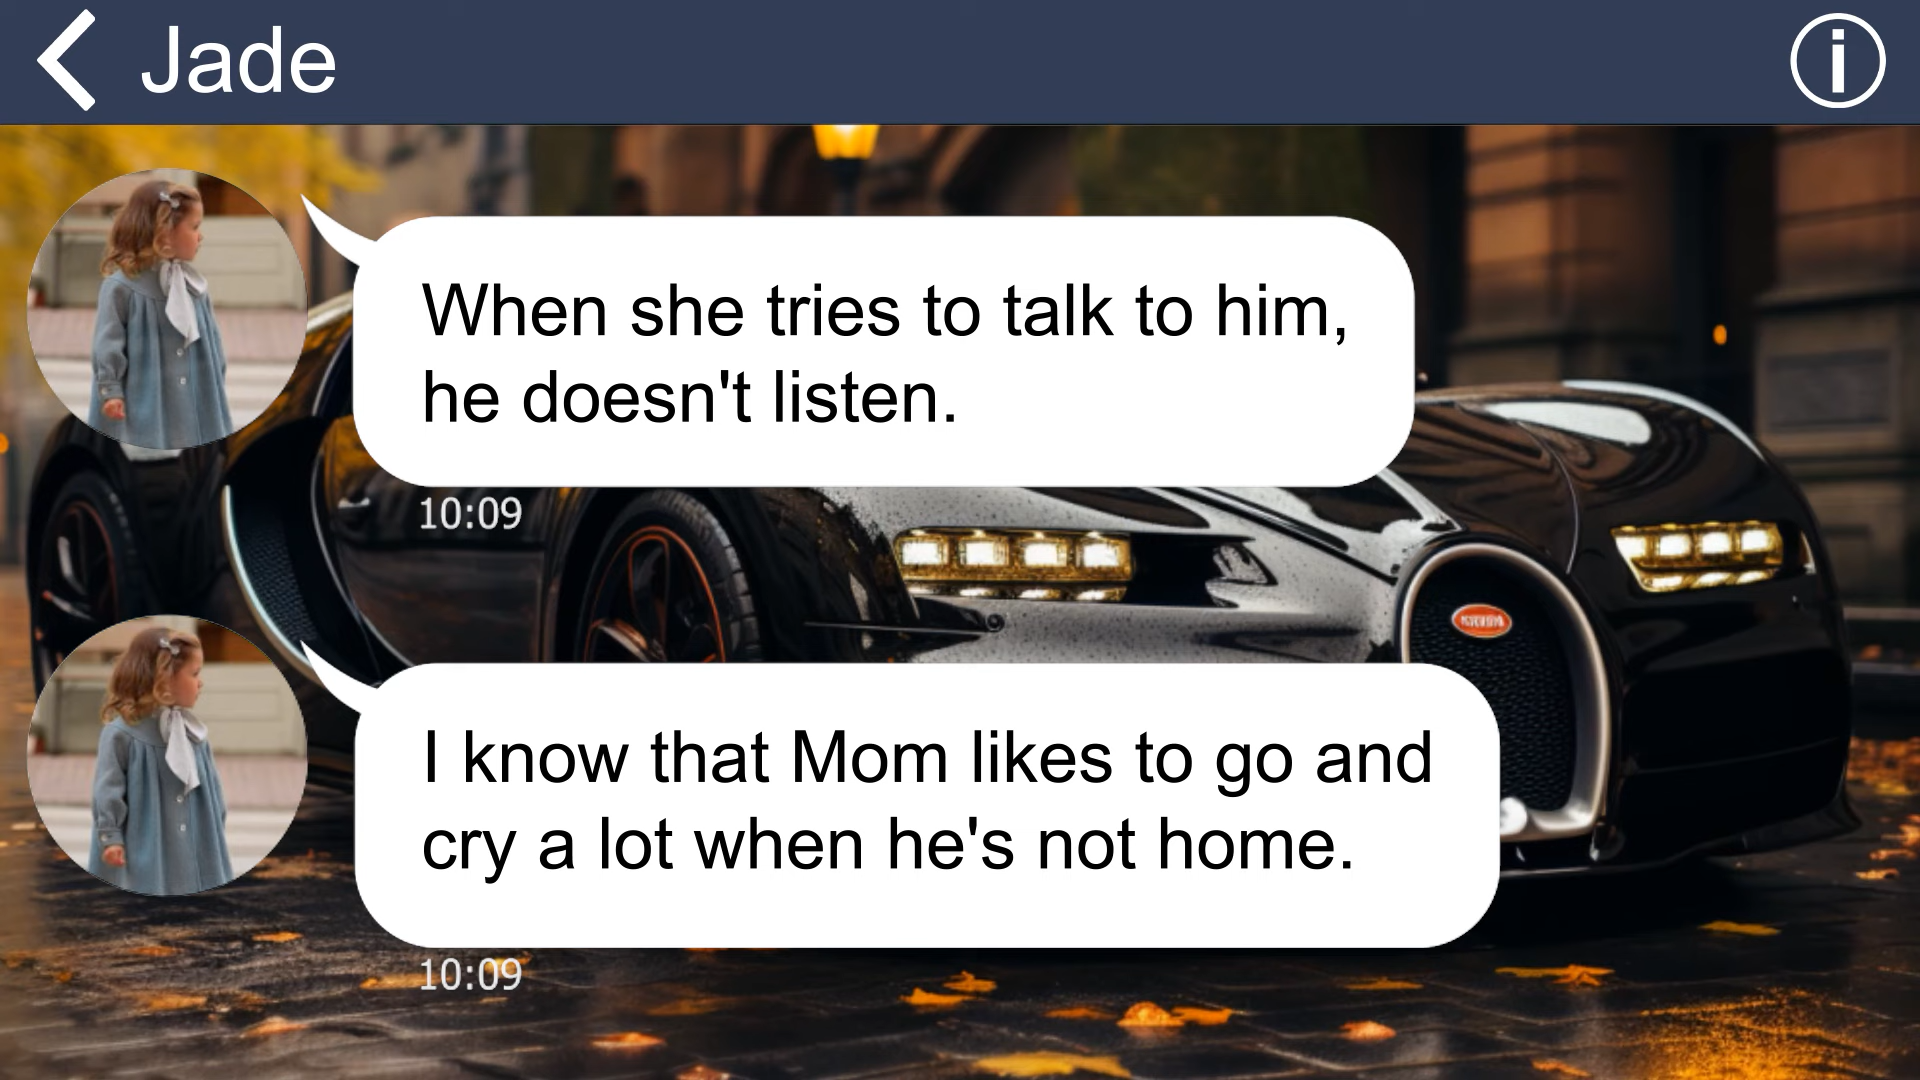 Jade
When she tries to talk to him,
he doesn't listen.
10:09
I know that Mom likes to go and
cry a lot when he's not home.
10:09